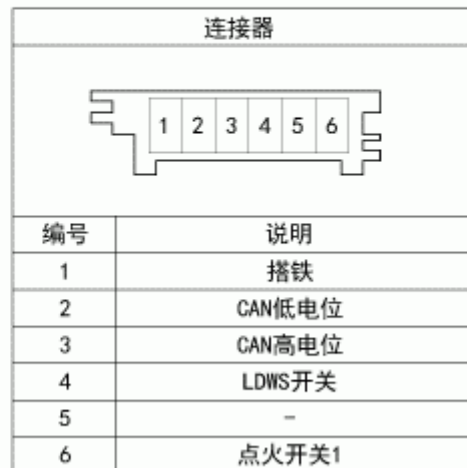 连接器
1 2 3 4 5 6
编号 说明
1 搭铁
2 CAN低电位
3 CAN高电位
4 LDWS开关
5 -
6 点火开关1